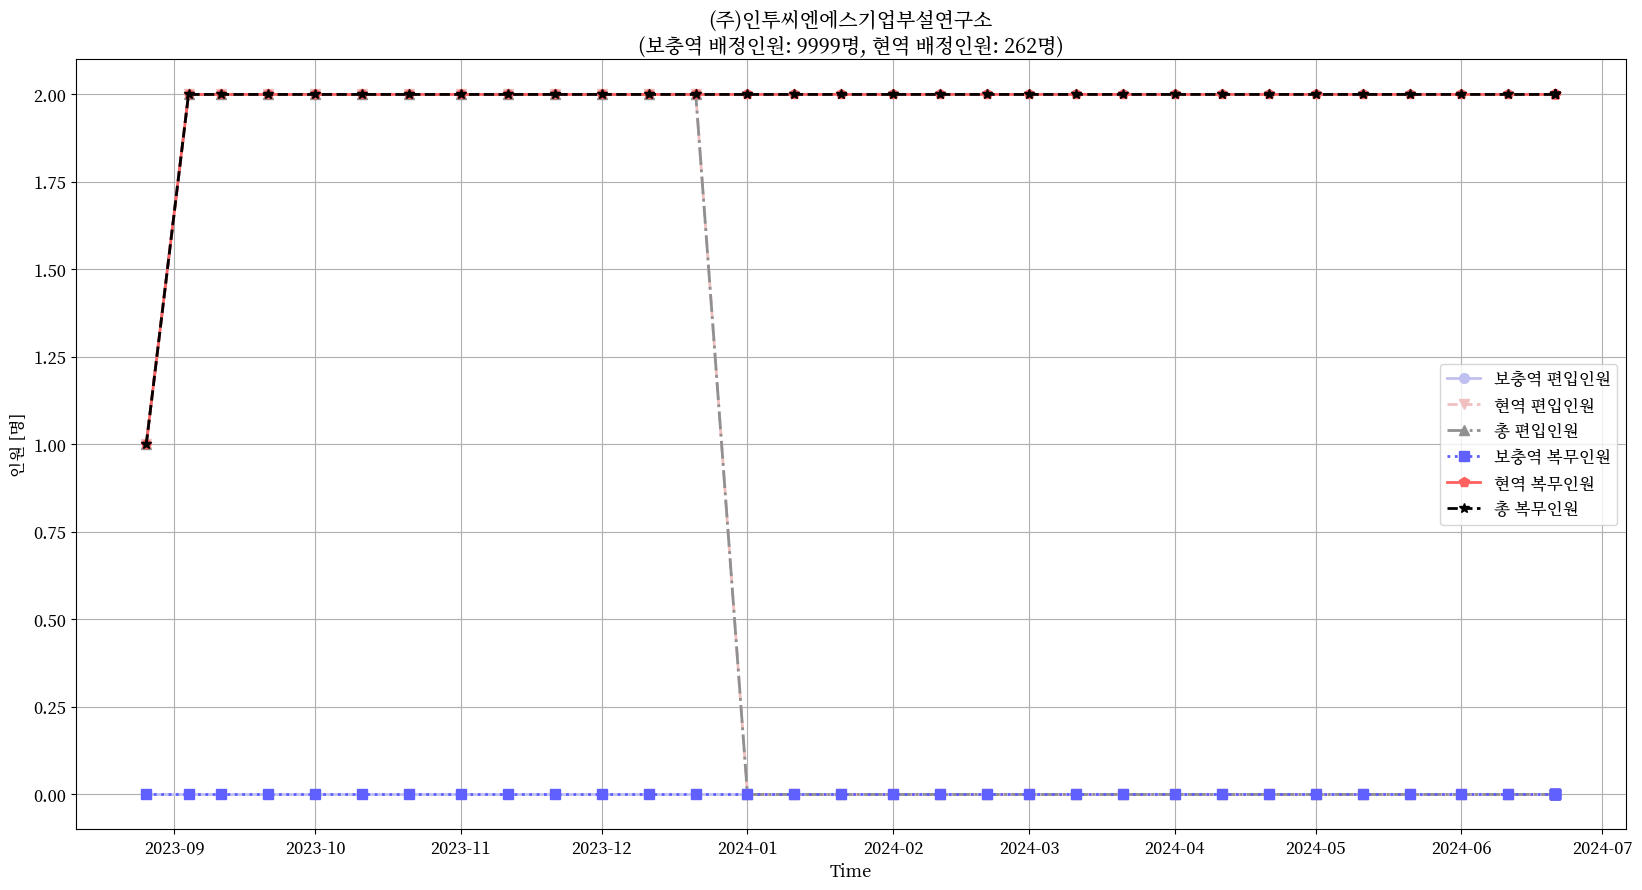 (주)인투씨엔에스기업부설연구소
(보충역 배정인원: 9999명, 현역 배정인원: 262명)
2.00
1.75
1.50
1.25
1.00
0.75
0.50
0.25
0.00
인원 [명]
보충역 편입인원
현역 편입인원
총 편입인원
보충역 복무인원
현역 복무인원
총 복무인원
2023-09 2023-10 2023-11 2023-12 2024-01 2024-02 2024-03 2024-04 2024-05 2024-06 2024-07
Time